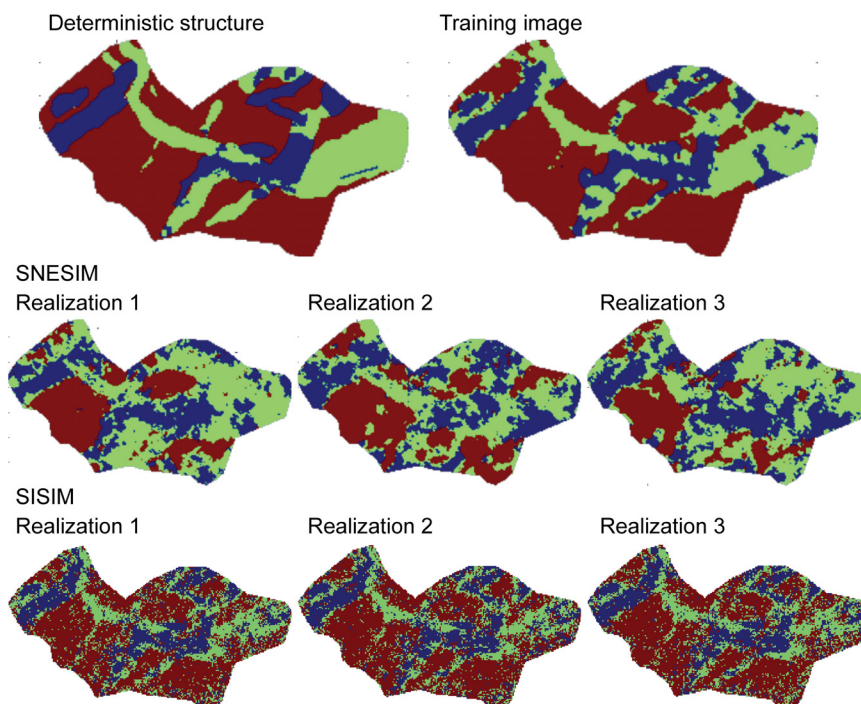 Deterministic structure
Training image
SNESIM
Realization 1
Realization 2
Realization 3
SISIM
Realization 1
Realization 2
Realization 3